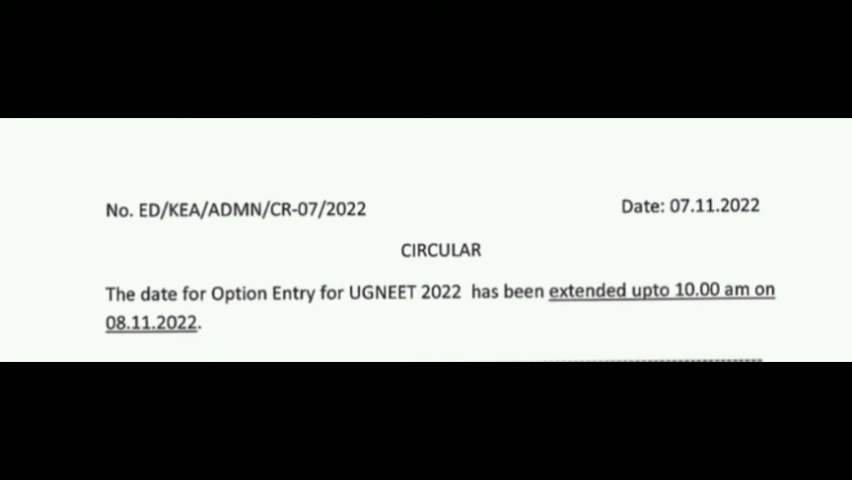 No. ED/KEA/ADMN/CR-07/2022 Date: 07.11.2022
CIRCULAR
The date for Option Entry for UGNEET 2022 has been extended upto 10.00 am on
08.11.2022.